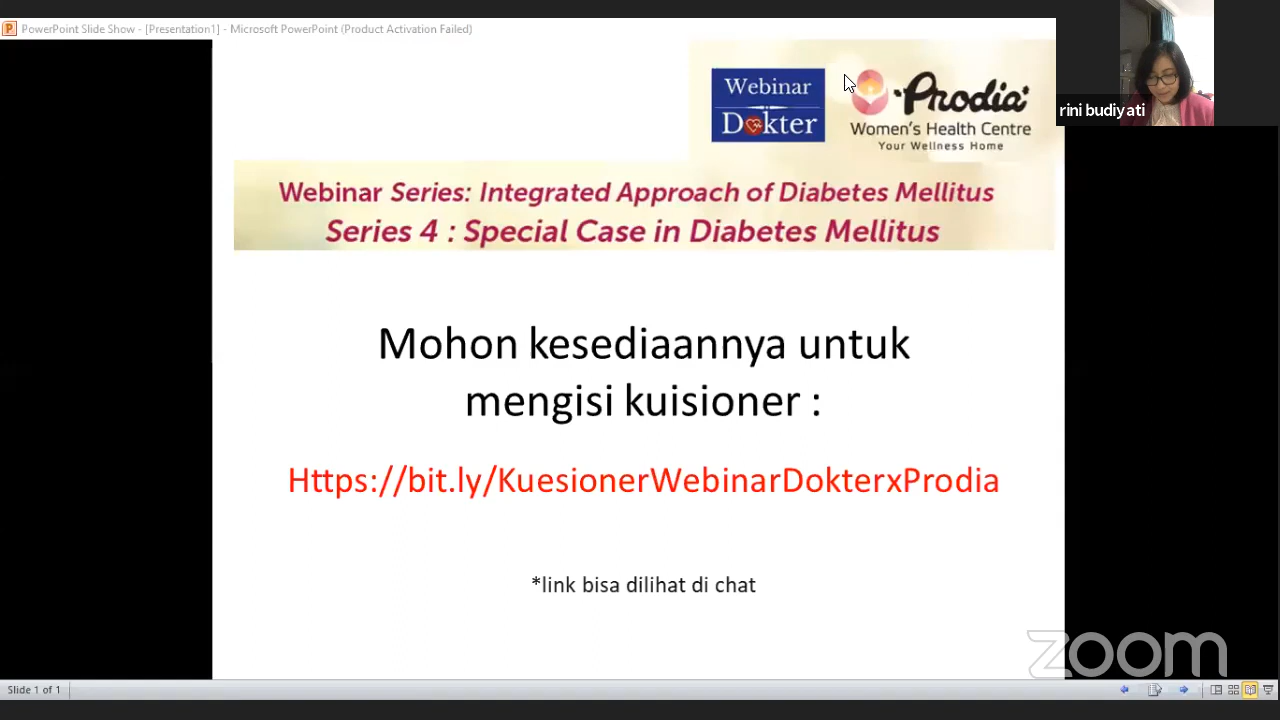 PowerPoint Slide Show - [Presentation1] - Microsoft PowerPoint (Product Activation Failed)
Webinar
Dokter
Prodia
Women's Health Centre
Your Wellness Home
rini budiyati
Webinar Series: Integrated Approach of Diabetes Mellitus
Series 4 : Special Case in Diabetes Mellitus
Mohon kesediaannya untuk
mengisi kuisioner :
Https://bit.ly/KuesionerWebinarDokterxProdia
*link bisa dilihat di chat
zoom
Slide 1 of 1